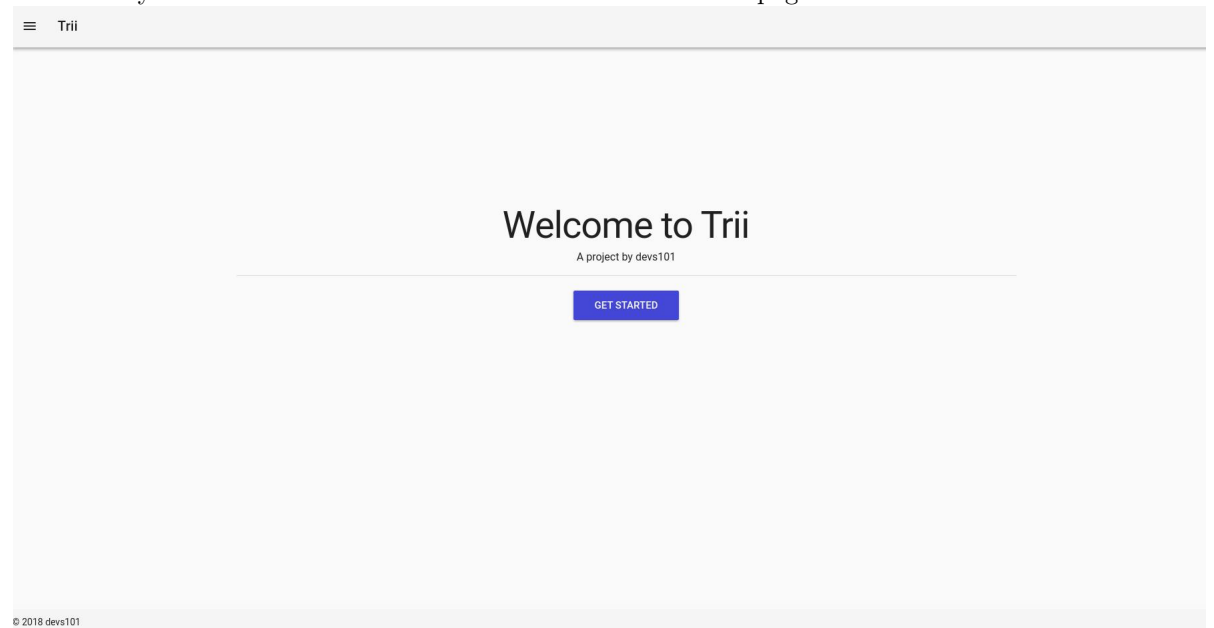 Trii
Welcome to Trii
A project by devs101
GET STARTED
© 2018 devs101